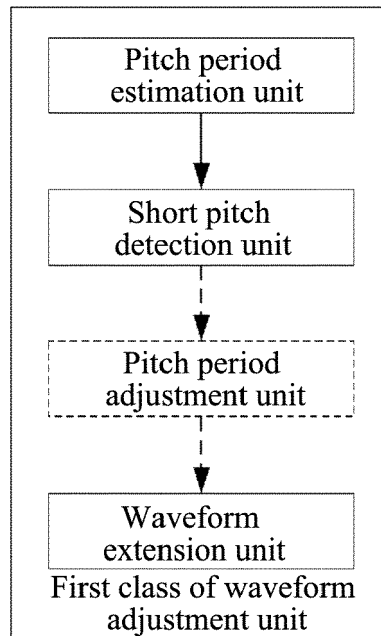 Pitch period
estimation unit
Short pitch
detection unit
Pitch period
adjustment unit
Waveform
extension unit
First class of waveform
adjustment unit